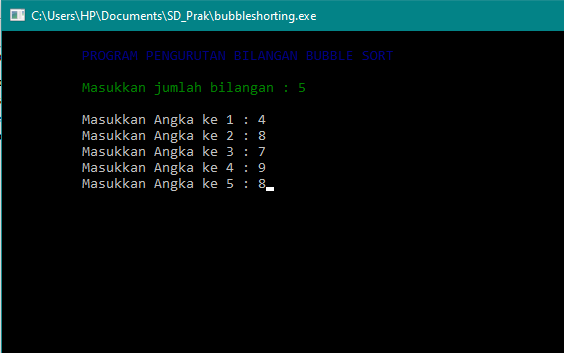 C:\Users\HP\Documents\SD_Prak\bubbleshorting.exe
PROGRAM PENGURUTAN BILANGAN BUBBLE SORT
Masukkan jumlah bilangan : 5
Masukkan Angka ke 1 : 4
Masukkan Angka ke 2 : 8
Masukkan Angka ke 3 : 7
Masukkan Angka ke 4 : 9
Masukkan Angka ke 5 : 8